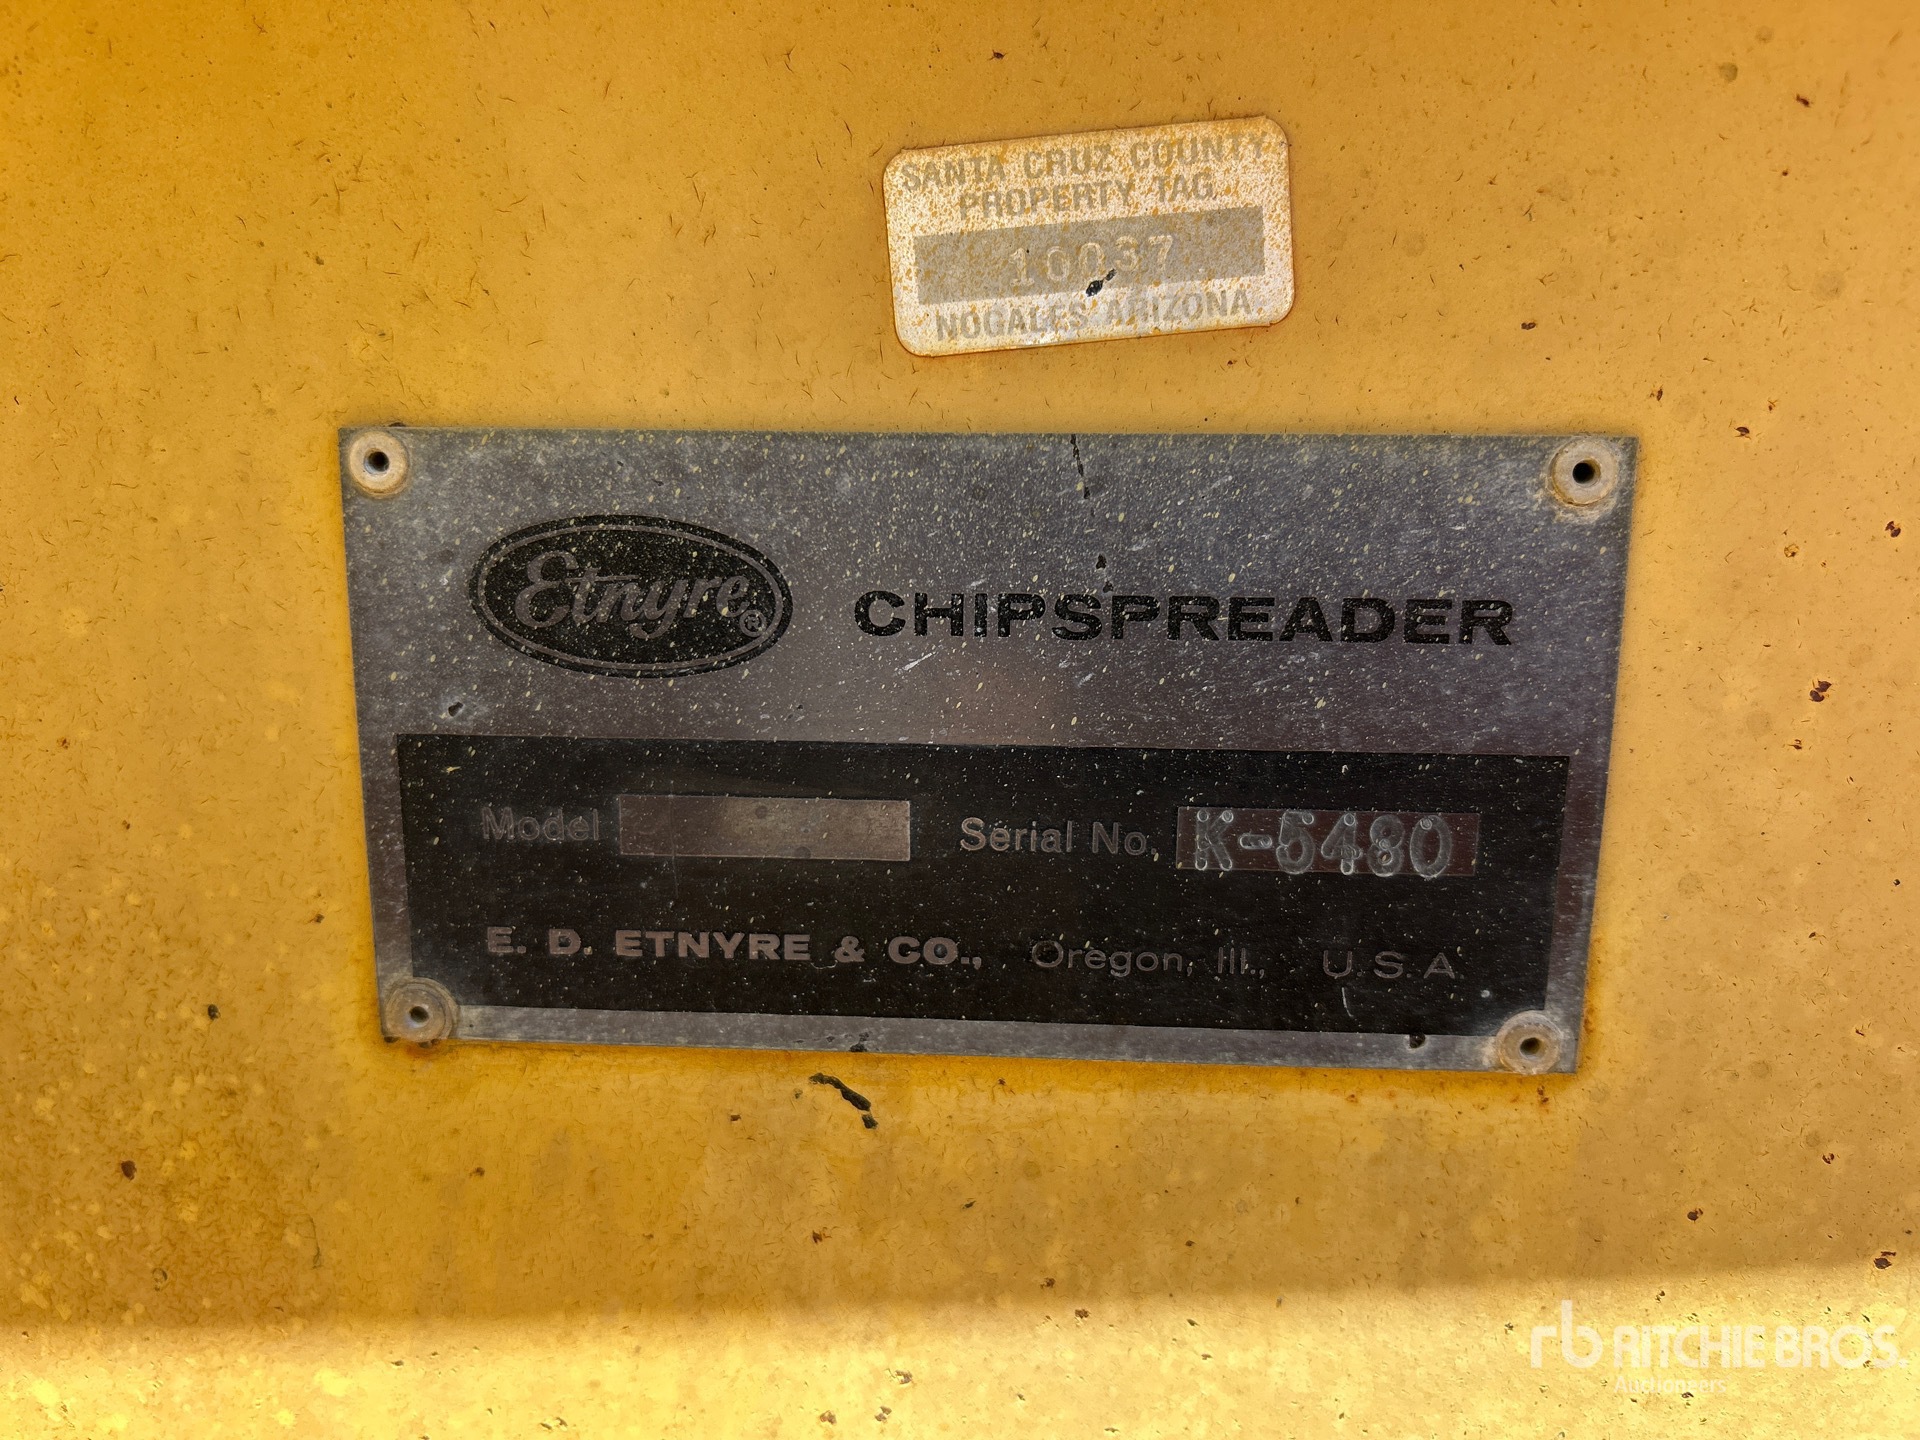 SANTA CRUZ COUNTY
PROPERTY TAG
10037
NOGALES ARIZONA
Etnyre® CHIPSPREADER
Model Serial No. K-5480
E. D. ETNYRE & CO., Oregon, Ill., U.S.A.
rb RITCHIE BROS.
Auctioneers